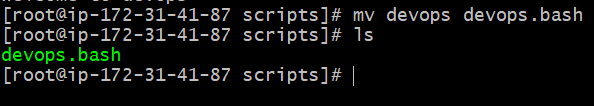 [root@ip-172-31-41-87 scripts]# mv devops devops.bash
[root@ip-172-31-41-87 scripts]# ls
devops.bash
[root@ip-172-31-41-87 scripts]#